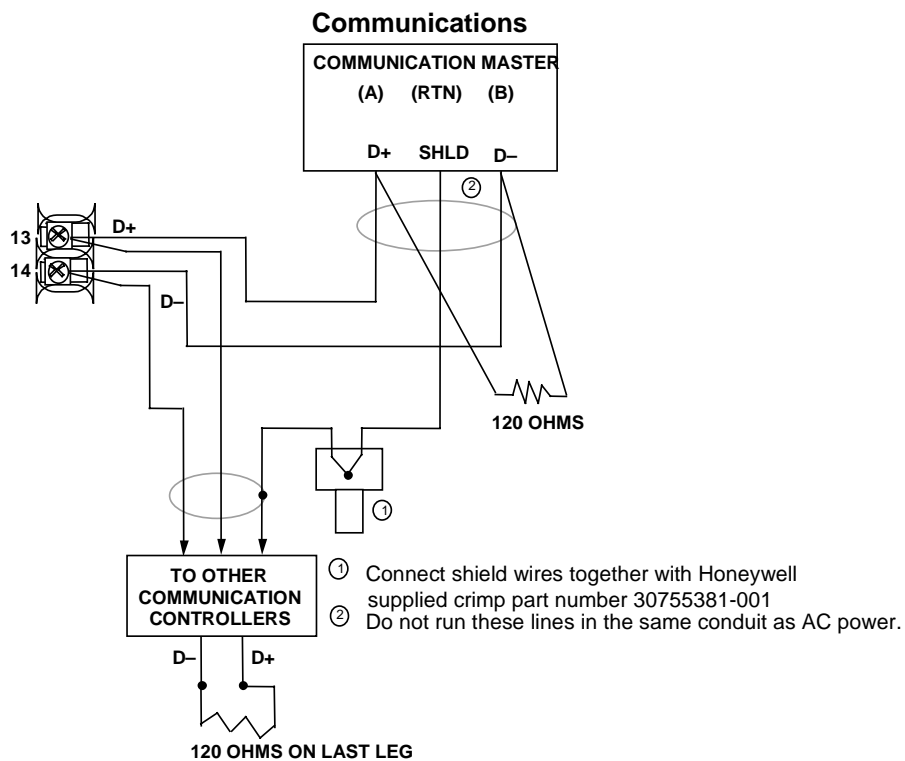 Communications
COMMUNICATION MASTER
(A) (RTN) (B)
D+ SHLD D–
2
13 D+
14
D–
120 OHMS
1
TO OTHER
COMMUNICATION
CONTROLLERS
1 Connect shield wires together with Honeywell
supplied crimp part number 30755381-001
2 Do not run these lines in the same conduit as AC power.
D– D+
120 OHMS ON LAST LEG